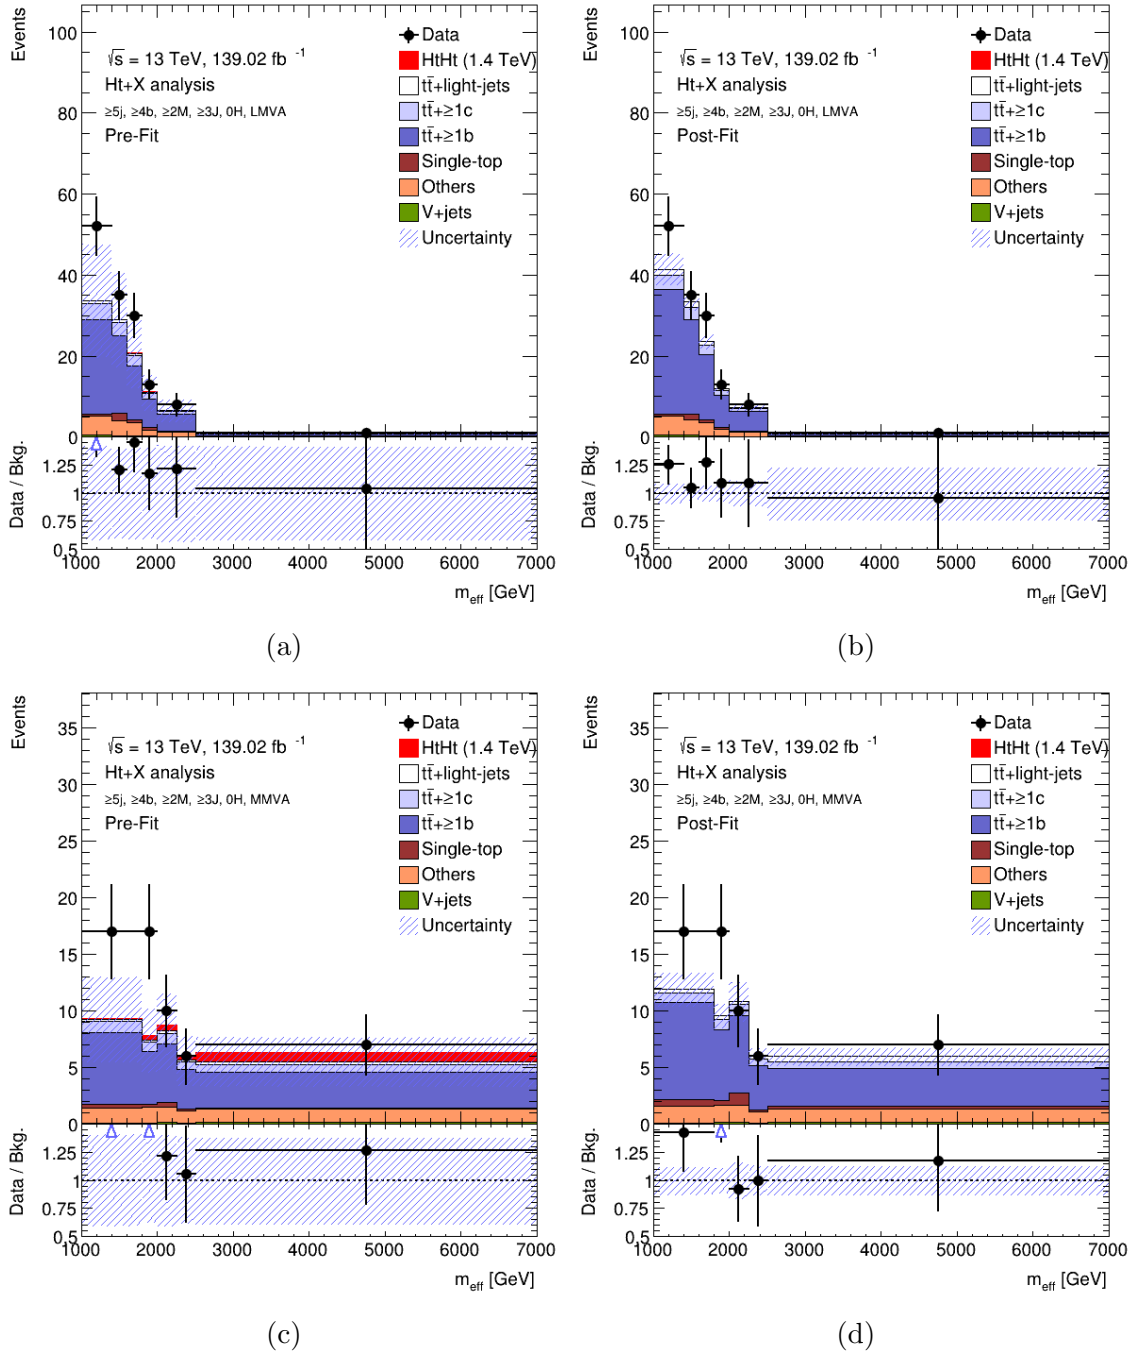 Events
100
80
60
40
20
0
√s = 13 TeV, 139.02 fb⁻¹
Ht+X analysis
≥5j, ≥4b, ≥2M, ≥3J, 0H, LMVA
Pre-Fit
Data
HtHt (1.4 TeV)
tt̄+light-jets
tt̄+≥1c
tt̄+≥1b
Single-top
Others
V+jets
Uncertainty
Data / Bkg.
1.25
1
0.75
0.5
1000 2000 3000 4000 5000 6000 7000
m_eff [GeV]
(a)
Events
100
80
60
40
20
0
√s = 13 TeV, 139.02 fb⁻¹
Ht+X analysis
≥5j, ≥4b, ≥2M, ≥3J, 0H, LMVA
Post-Fit
Data
HtHt (1.4 TeV)
tt̄+light-jets
tt̄+≥1c
tt̄+≥1b
Single-top
Others
V+jets
Uncertainty
Data / Bkg.
1.25
1
0.75
0.5
1000 2000 3000 4000 5000 6000 7000
m_eff [GeV]
(b)
Events
35
30
25
20
15
10
5
0
√s = 13 TeV, 139.02 fb⁻¹
Ht+X analysis
≥5j, ≥4b, ≥2M, ≥3J, 0H, MMVA
Pre-Fit
Data
HtHt (1.4 TeV)
tt̄+light-jets
tt̄+≥1c
tt̄+≥1b
Single-top
Others
V+jets
Uncertainty
Data / Bkg.
1.25
1
0.75
0.5
1000 2000 3000 4000 5000 6000 7000
m_eff [GeV]
(c)
Events
35
30
25
20
15
10
5
0
√s = 13 TeV, 139.02 fb⁻¹
Ht+X analysis
≥5j, ≥4b, ≥2M, ≥3J, 0H, MMVA
Post-Fit
Data
HtHt (1.4 TeV)
tt̄+light-jets
tt̄+≥1c
tt̄+≥1b
Single-top
Others
V+jets
Uncertainty
Data / Bkg.
1.25
1
0.75
0.5
1000 2000 3000 4000 5000 6000 7000
m_eff [GeV]
(d)